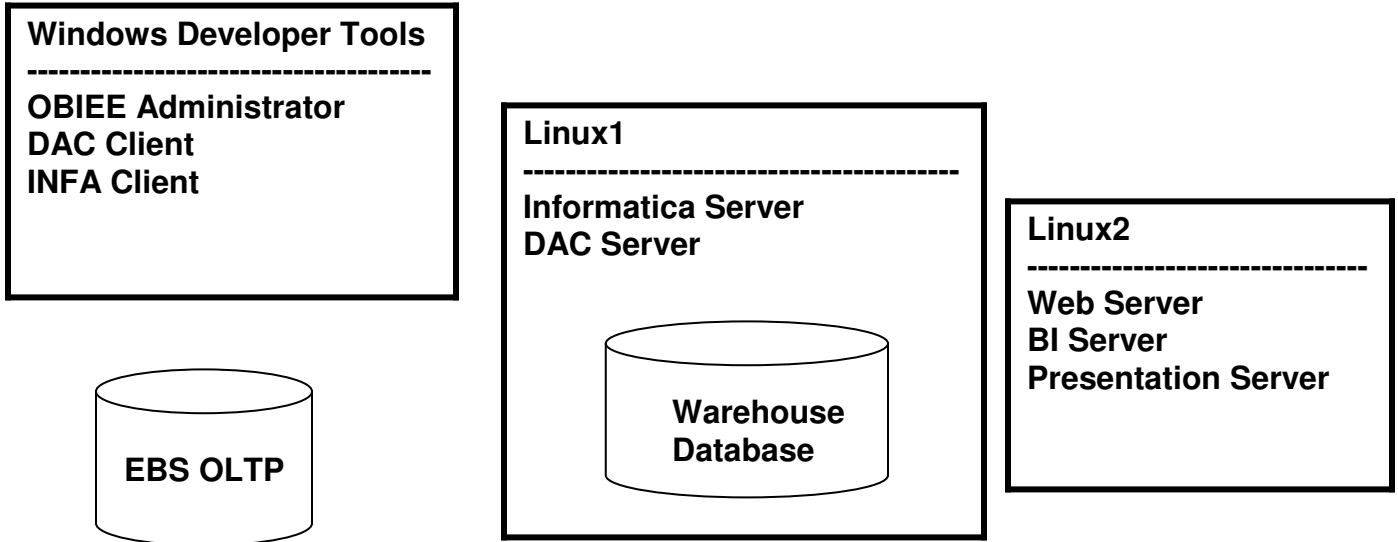 Windows Developer Tools
--------------------------------------
OBIEE Administrator
DAC Client
INFA Client
EBS OLTP
Linux1
-----------------------------------------
Informatica Server
DAC Server
Warehouse
Database
Linux2
--------------------------------
Web Server
BI Server
Presentation Server